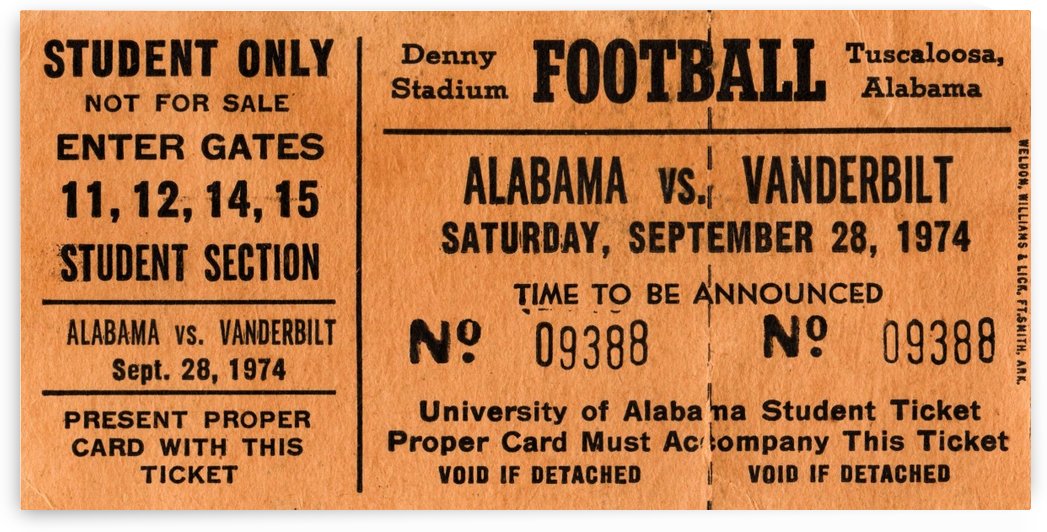 STUDENT ONLY
NOT FOR SALE
ENTER GATES
11, 12, 14, 15
STUDENT SECTION
ALABAMA vs. VANDERBILT
Sept. 28, 1974
PRESENT PROPER
CARD WITH THIS
TICKET
Denny
Stadium
FOOTBALL
Tuscaloosa,
Alabama
ALABAMA vs. VANDERBILT
SATURDAY, SEPTEMBER 28, 1974
TIME TO BE ANNOUNCED
Nº 09388 Nº 09388
University of Alabama Student Ticket
Proper Card Must Accompany This Ticket
VOID IF DETACHED VOID IF DETACHED
WELDON, WILLIAMS & LICK, FT.SMITH, ARK.